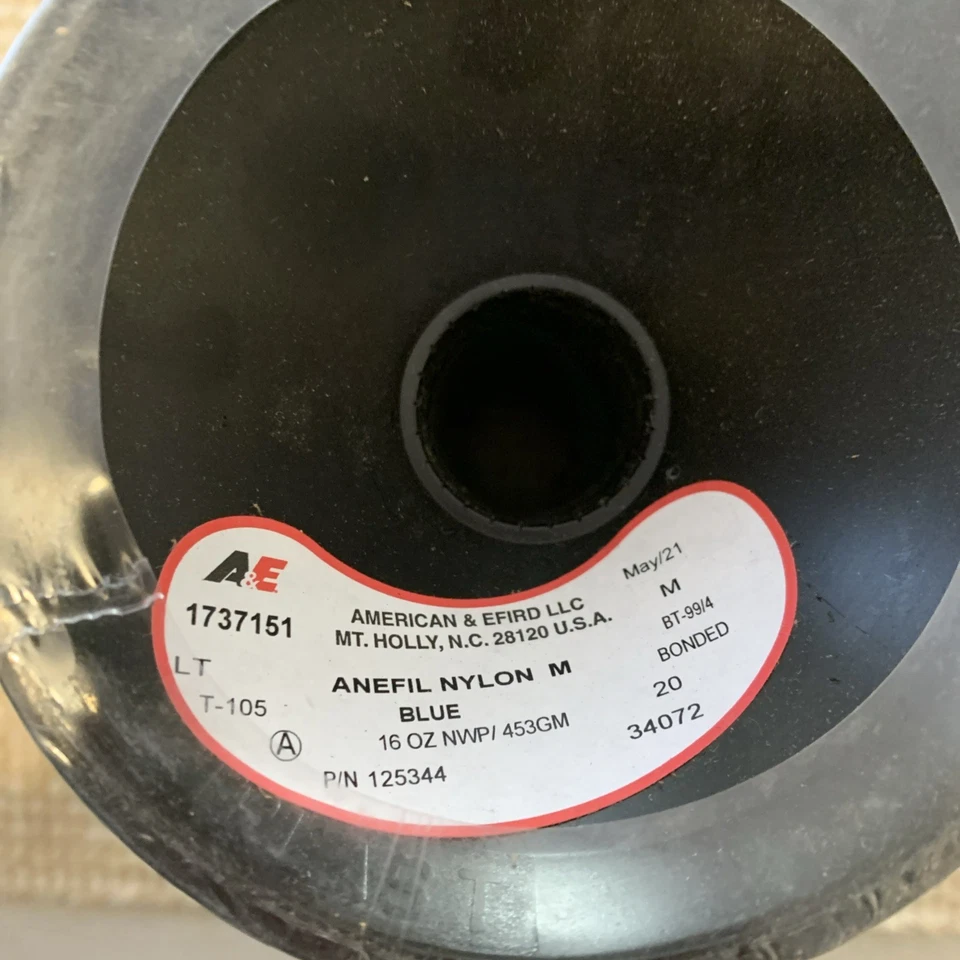 A&E
1737151
LT
T-105
A
AMERICAN & EFIRD LLC
MT. HOLLY, N.C. 28120 U.S.A.
ANEFIL NYLON M
BLUE
16 OZ NWP/ 453GM
P/N 125344
May/21
M
BT-99/4
BONDED
20
34072